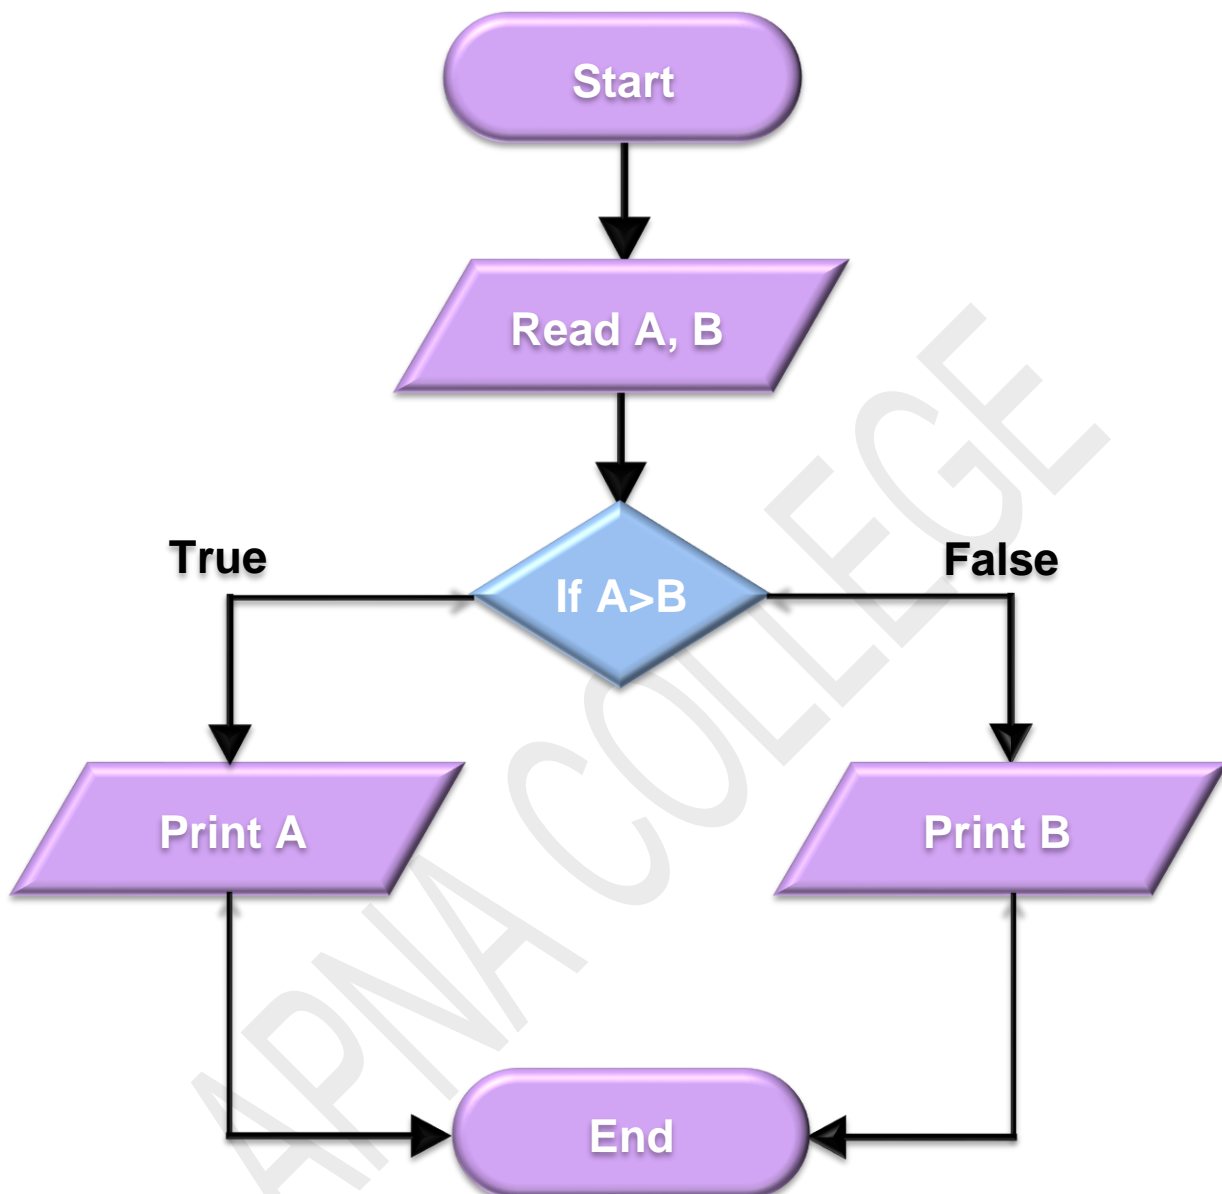 Start
Read A, B
True
False
If A>B
Print A
Print B
End
APNA COLLEGE